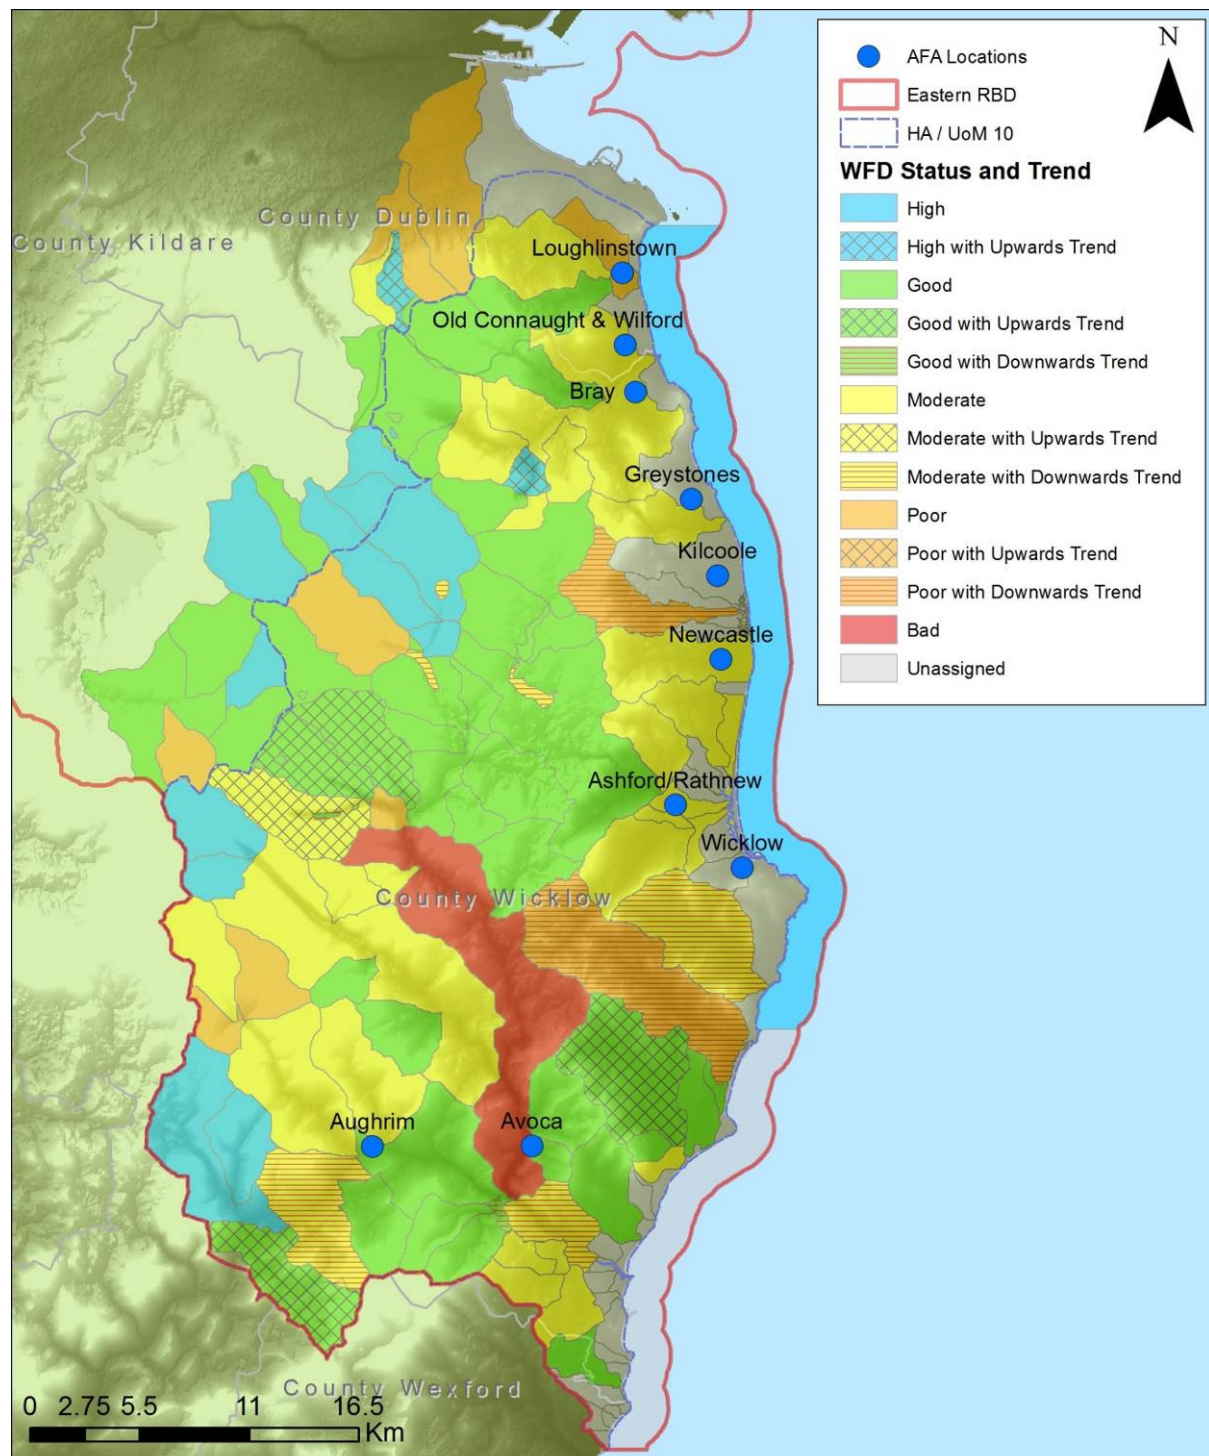 N
AFA Locations
Eastern RBD
HA / UoM 10
WFD Status and Trend
High
High with Upwards Trend
Good
Good with Upwards Trend
Good with Downwards Trend
Moderate
Moderate with Upwards Trend
Moderate with Downwards Trend
Poor
Poor with Upwards Trend
Poor with Downwards Trend
Bad
Unassigned
County Dublin
County Kildare
Loughlinstown
Old Connaught & Wilford
Bray
Greystones
Kilcoole
Newcastle
Ashford/Rathnew
Wicklow
County Wicklow
Aughrim
Avoca
County Wexford
0 2.75 5.5 11 16.5
Km